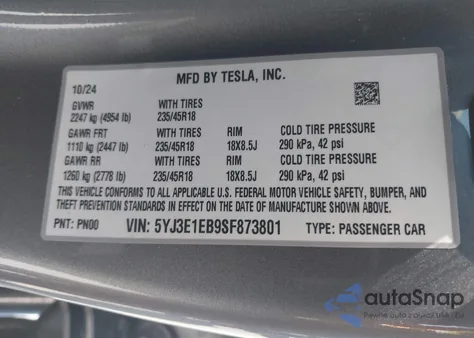 MFD BY TESLA, INC.
10/24
GVWR WITH TIRES
2247 kg (4954 lb) 235/45R18
GAWR FRT WITH TIRES RIM COLD TIRE PRESSURE
1110 kg (2447 lb) 235/45R18 18X8.5J 290 kPa, 42 psi
GAWR RR WITH TIRES RIM COLD TIRE PRESSURE
1260 kg (2778 lb) 235/45R18 18X8.5J 290 kPa, 42 psi
THIS VEHICLE CONFORMS TO ALL APPLICABLE U.S. FEDERAL MOTOR VEHICLE SAFETY, BUMPER, AND
THEFT PREVENTION STANDARDS IN EFFECT ON THE DATE OF MANUFACTURE SHOWN ABOVE.
PNT: PN00 VIN: 5YJ3E1EB9SF873801 TYPE: PASSENGER CAR
autoSnap